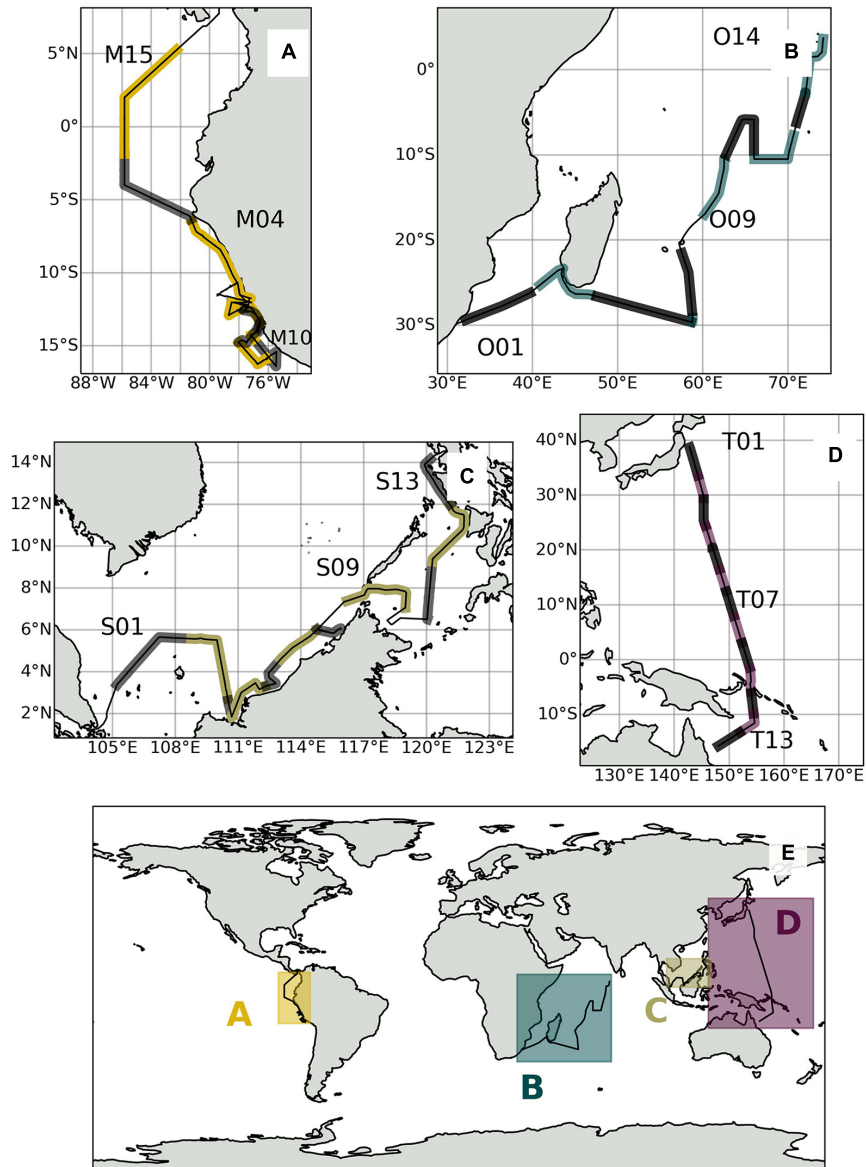 A
M15
M04
M10
5°N
0°
5°S
10°S
15°S
88°W 84°W 80°W 76°W
B
O14
O09
O01
0°
10°S
20°S
30°S
30°E 40°E 50°E 60°E 70°E
C
S13
S09
S01
14°N
12°N
10°N
8°N
6°N
4°N
2°N
105°E 108°E 111°E 114°E 117°E 120°E 123°E
D
T01
T07
T13
40°N
30°N
20°N
10°N
0°
10°S
130°E 140°E 150°E 160°E 170°E
E
D
A
C
B